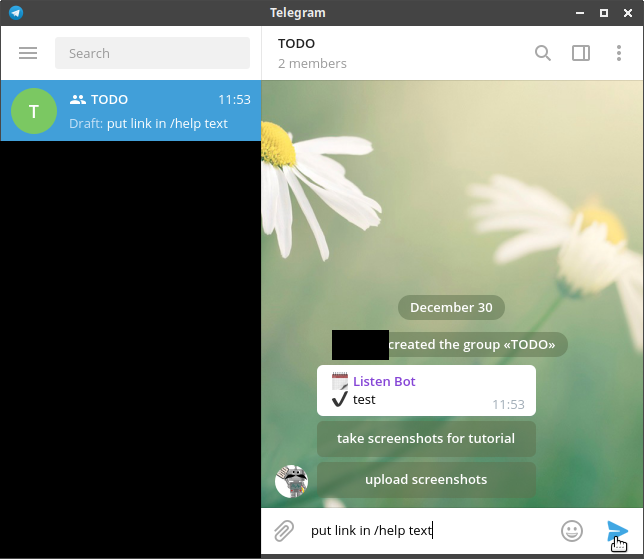 Telegram
Search
TODO
2 members
T
TODO
11:53
Draft: put link in /help text
December 30
created the group «TODO»
Listen Bot
test
11:53
take screenshots for tutorial
upload screenshots
put link in /help text